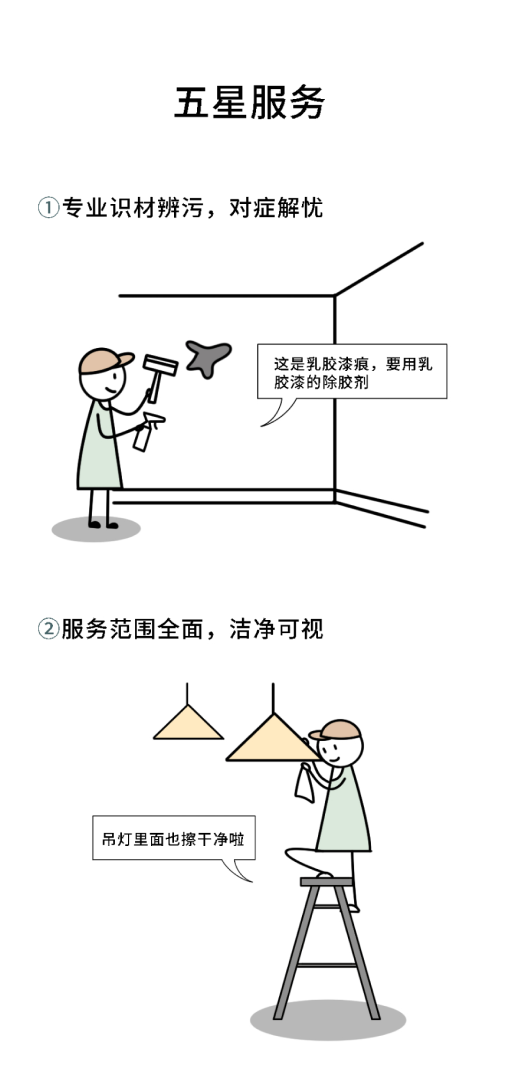 五星服务
①专业识材辨污，对症解忧
这是乳胶漆痕，要用乳
胶漆的除胶剂
②服务范围全面，洁净可视
吊灯里面也擦干净啦